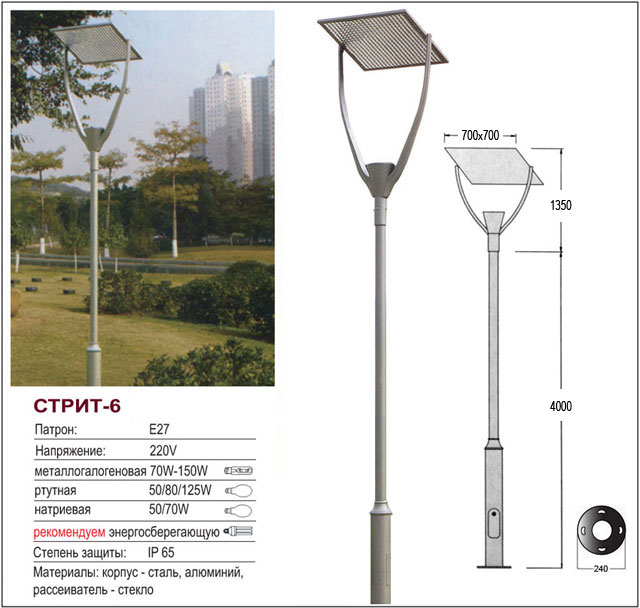 СТРИТ-6
Патрон: E27
Напряжение: 220V
металлогалогеновая 70W-150W
ртутная 50/80/125W
натриевая 50/70W
рекомендуем энергосберегающую
Степень защиты: IP 65
Материалы: корпус - сталь, алюминий,
рассеиватель - стекло
700x700
1350
4000
240